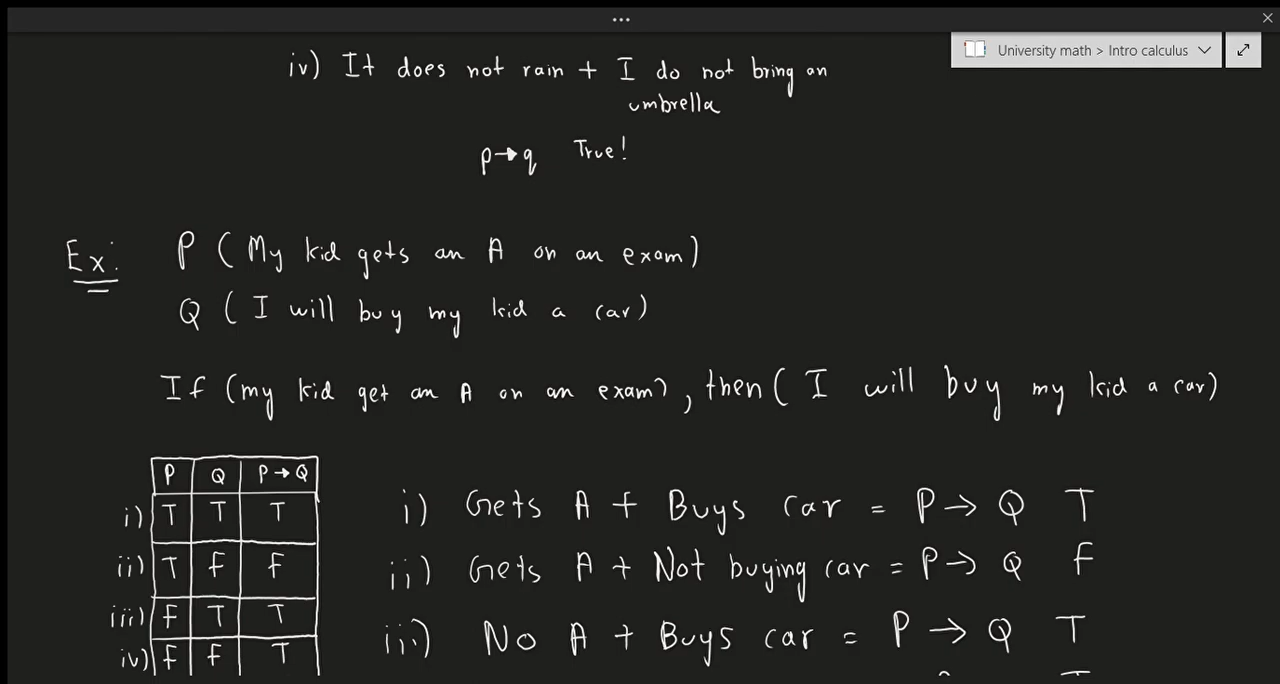 ...
University math > Intro calculus
iv) It does not rain + I do not bring an
umbrella
p→q True!
Ex: P (My kid gets an A on an exam)
Q (I will buy my kid a car)
If (my kid get an A on an exam), then (I will buy my kid a car)
P Q P→Q
i) T T T
ii) T F F
iii) F T T
iv) F F T
i) Gets A + Buys car = P→Q T
ii) Gets A + Not buying car = P→Q F
iii) No A + Buys car = P→Q T